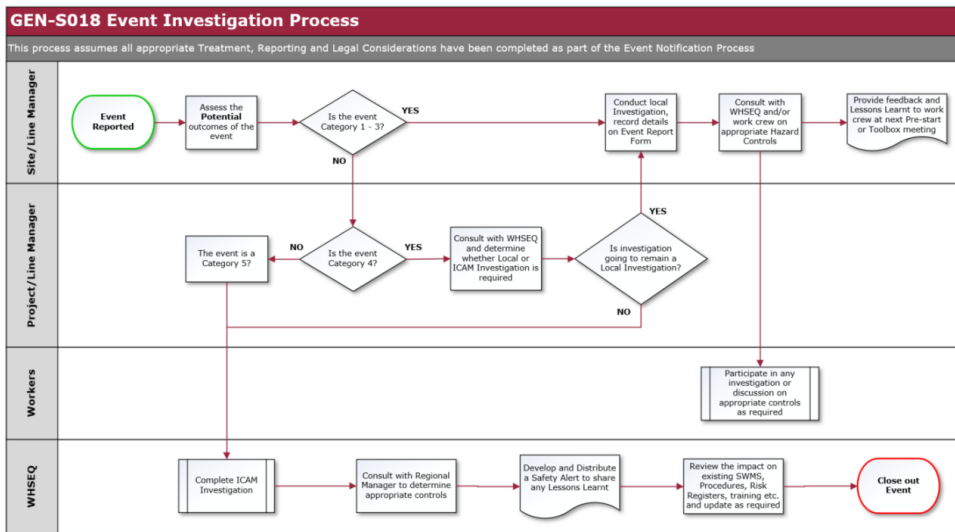 GEN-S018 Event Investigation Process
This process assumes all appropriate Treatment, Reporting and Legal Considerations have been completed as part of the Event Notification Process
Site/Line Manager
Event
Reported
Assess the
Potential
outcomes of the
event
Is the event
Category 1 - 3?
YES
NO
Conduct local
Investigation,
record details
on Event Report
Form
Consult with
WHSEQ and/or
work crew on
appropriate Hazard
Controls
Provide feedback and
Lessons Learnt to work
crew at next Pre-start
or Toolbox meeting
Project/Line Manager
The event is a
Category 5?
NO
Is the event
Category 4?
YES
Consult with WHSEQ
and determine
whether Local or
ICAM Investigation is
required
Is investigation
going to remain a
Local Investigation?
YES
NO
Workers
Participate in any
investigation or
discussion on
appropriate controls
as required
WHSEQ
Complete ICAM
Investigation
Consult with Regional
Manager to determine
appropriate controls
Develop and Distribute
a Safety Alert to share
any Lessons Learnt
Review the impact on
existing SWMS,
Procedures, Risk
Registers, training etc.
and update as required
Close out
Event